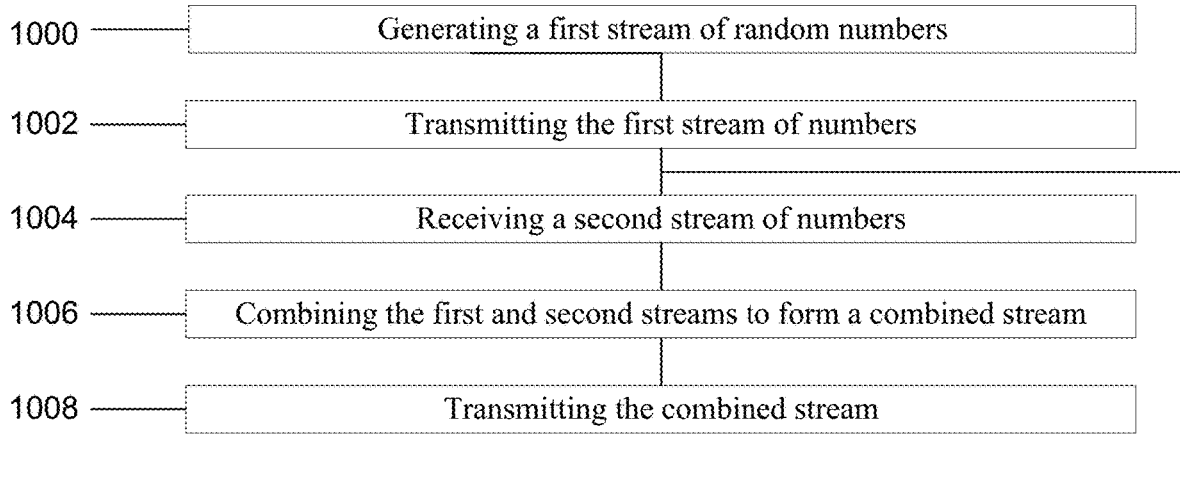 1000 Generating a first stream of random numbers
1002 Transmitting the first stream of numbers
1004 Receiving a second stream of numbers
1006 Combining the first and second streams to form a combined stream
1008 Transmitting the combined stream